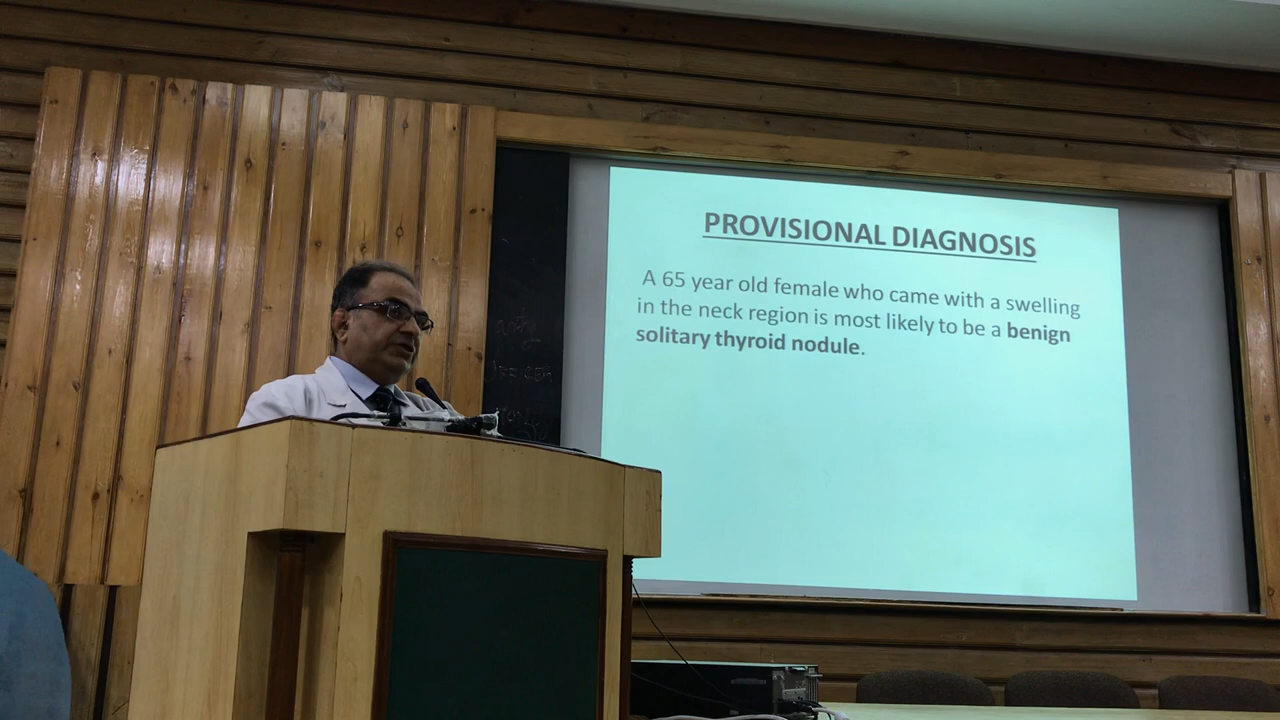 PROVISIONAL DIAGNOSIS
A 65 year old female who came with a swelling
in the neck region is most likely to be a benign
solitary thyroid nodule.